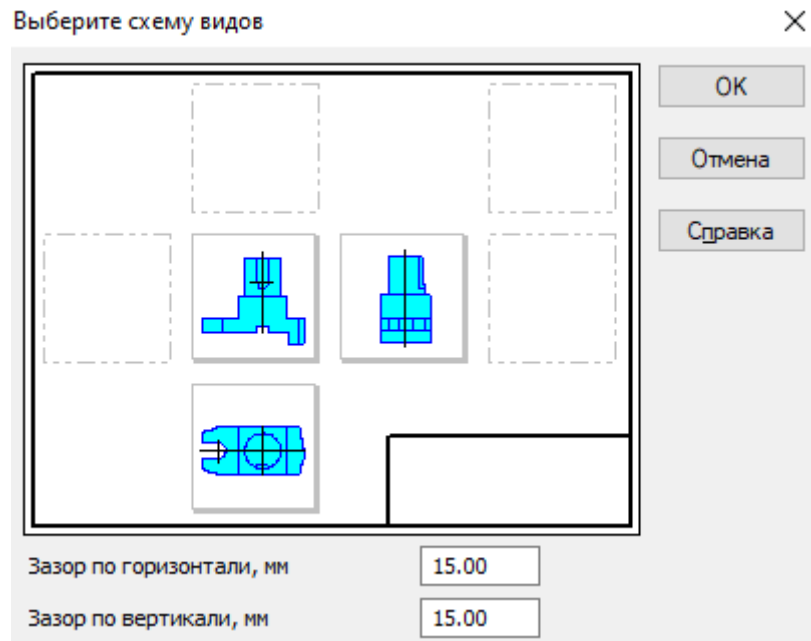 Выберите схему видов
OK
Отмена
Справка
Зазор по горизонтали, мм 15.00
Зазор по вертикали, мм 15.00